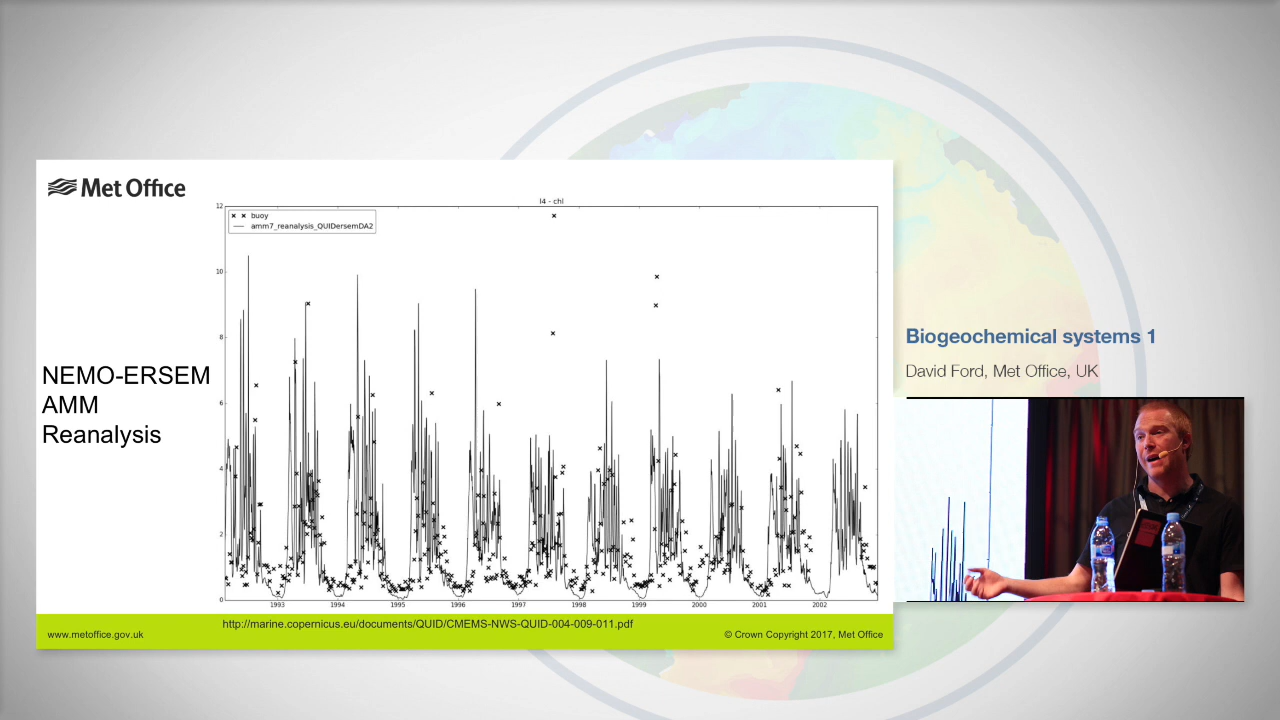 Met Office
l4 - chl
buoy
amm7_reanalysis_QUIDersemDA2
12
10
8
6
4
2
0
1993 1994 1995 1996 1997 1998 1999 2000 2001 2002
NEMO-ERSEM
AMM
Reanalysis
http://marine.copernicus.eu/documents/QUID/CMEMS-NWS-QUID-004-009-011.pdf
www.metoffice.gov.uk
© Crown Copyright 2017, Met Office
Biogeochemical systems 1
David Ford, Met Office, UK